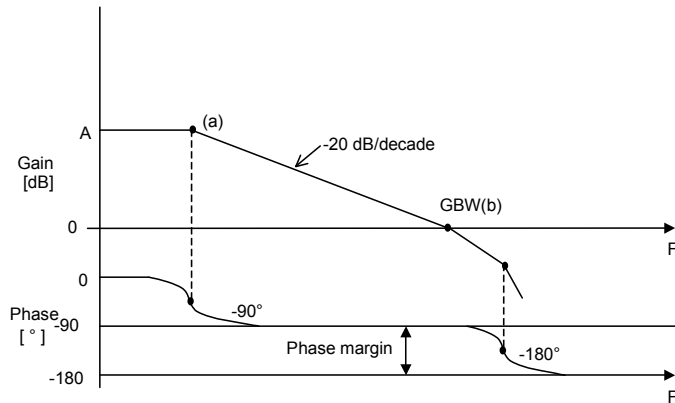 (a)
A
-20 dB/decade
Gain
[dB]
GBW(b)
0
F
0
Phase
[ ° ]
-90°
-90
Phase margin
-180°
-180
F